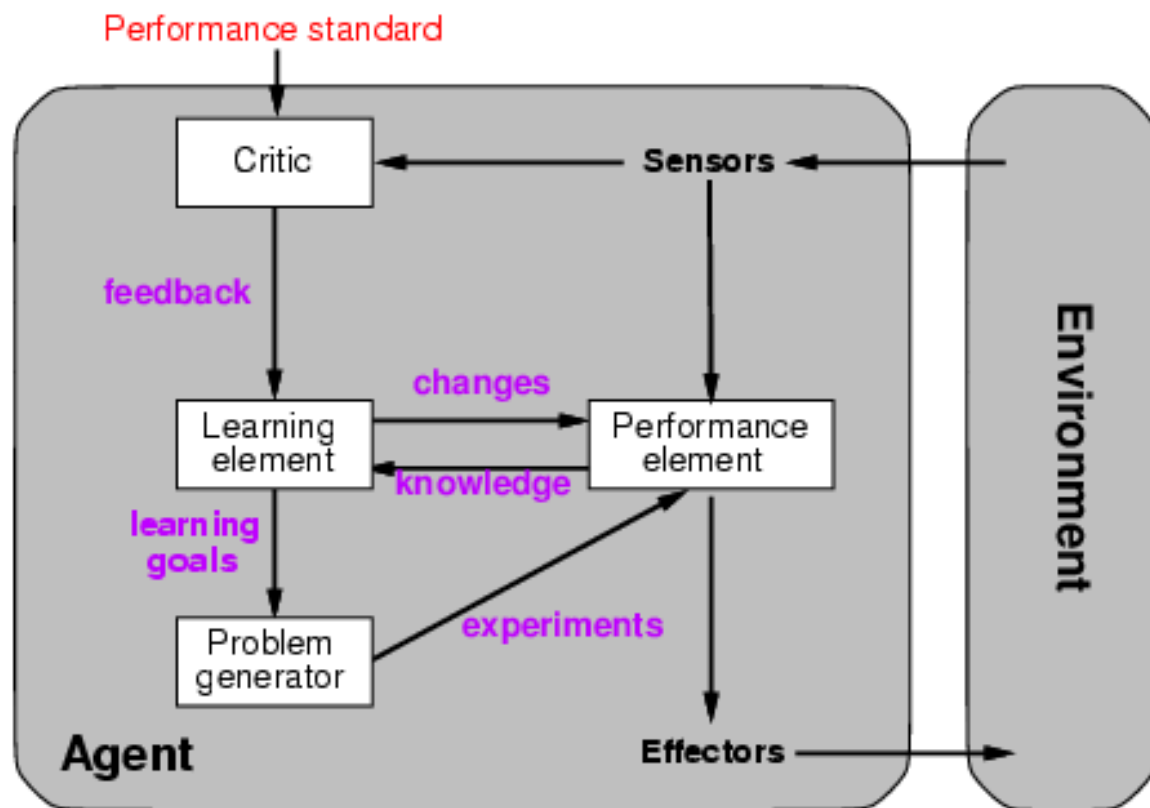 Performance standard
Critic
Sensors
feedback
changes
Learning
element
Performance
element
knowledge
learning
goals
experiments
Problem
generator
Agent
Effectors
Environment